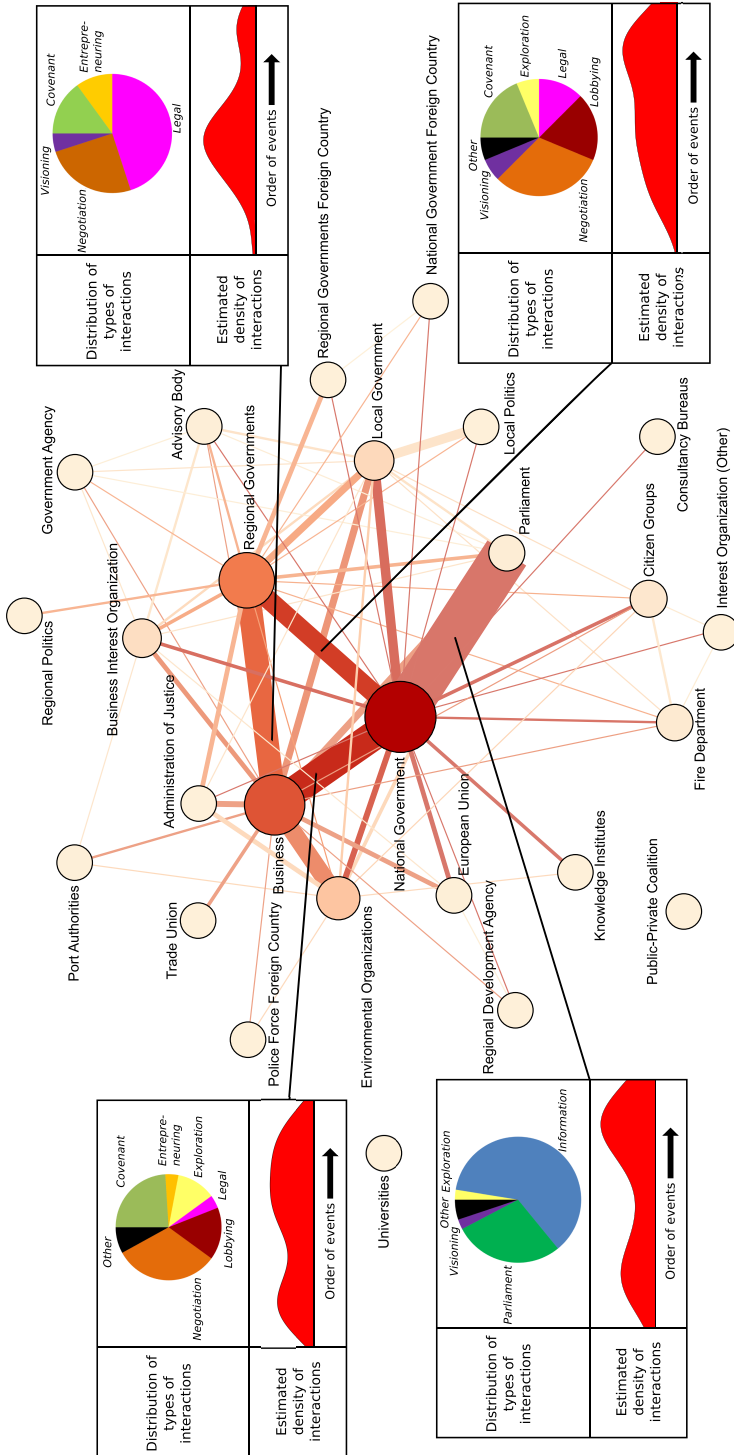 Distribution of
types of
interactions
Covenant
Entrepre-
neuring
Legal
Negotiation
Visioning
Estimated
density of
interactions
Order of events
Distribution of
types of
interactions
Covenant
Exploration
Legal
Lobbying
Negotiation
Visioning
Other
Estimated
density of
interactions
Order of events
Distribution of
types of
interactions
Covenant
Entrepre-
neuring
Exploration
Legal
Lobbying
Negotiation
Other
Estimated
density of
interactions
Order of events
Distribution of
types of
interactions
Exploration
Other
Visioning
Information
Parliament
Estimated
density of
interactions
Order of events
Regional Politics
Government Agency
Port Authorities
Business Interest Organization
Advisory Body
Administration of Justice
Trade Union
Regional Governments
Police Force Foreign Country
Business
Regional Governments Foreign Country
Local Government
Environmental Organizations
Universities
National Government
National Government Foreign Country
European Union
Regional Development Agency
Local Politics
Parliament
Knowledge Institutes
Citizen Groups
Public-Private Coalition
Consultancy Bureaus
Fire Department
Interest Organization (Other)